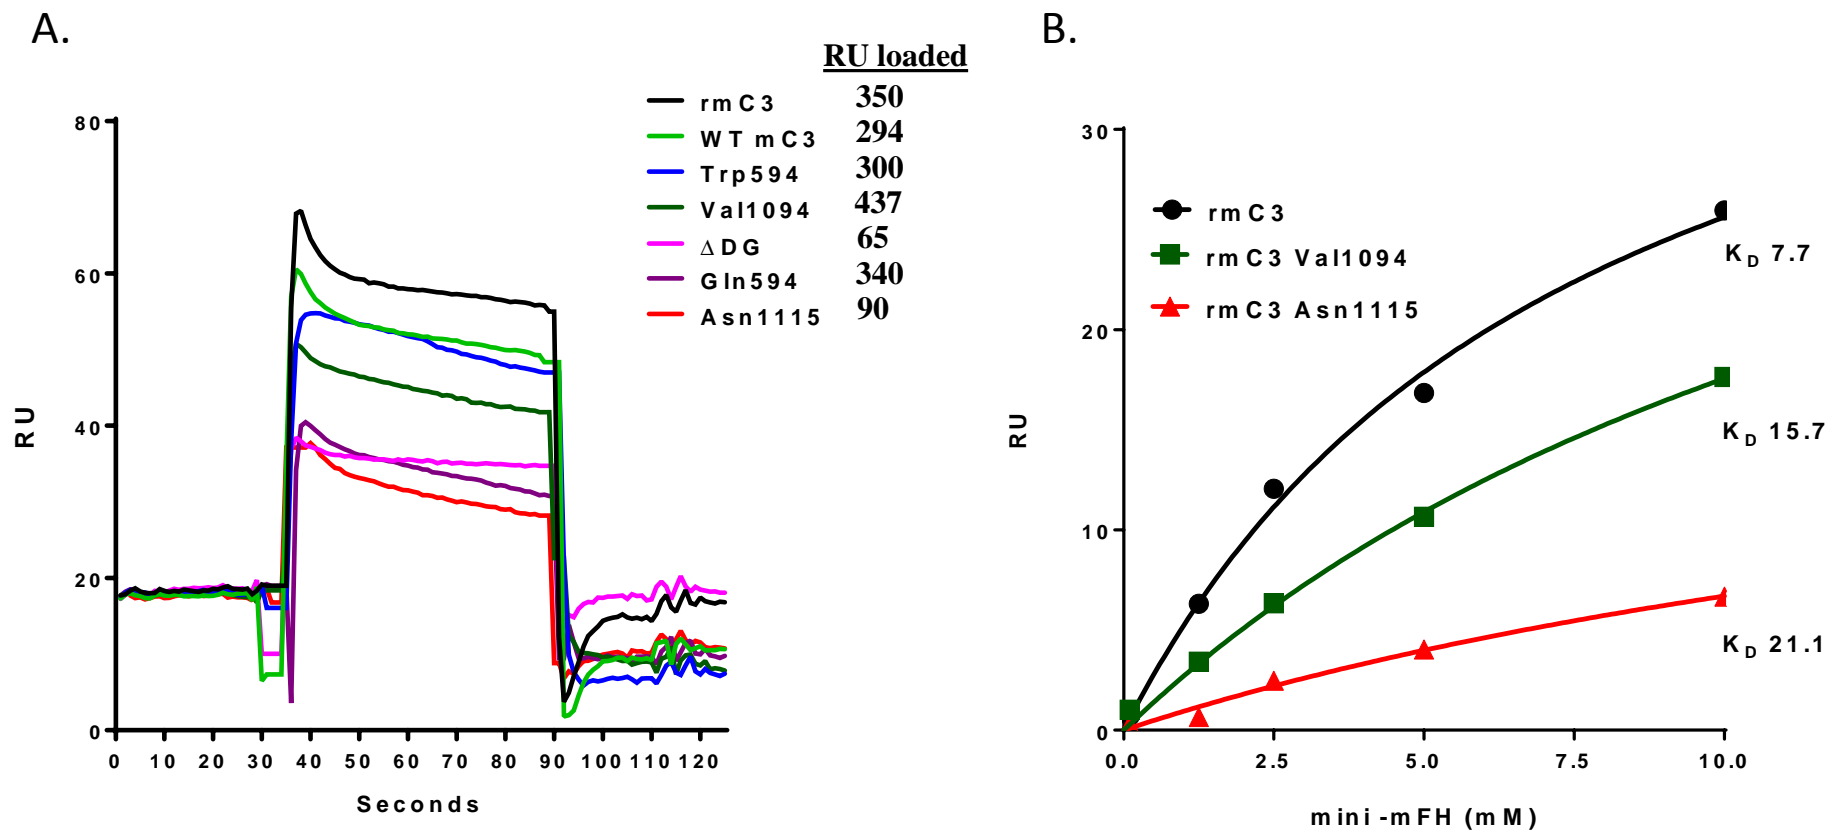 A.
RU loaded
rmC3 350
WT mC3 294
Trp594 300
Val1094 437
ΔDG 65
Gln594 340
Asn1115 90
80
60
40
20
0
RU
0 10 20 30 40 50 60 70 80 90 100 110 120
Seconds
B.
30
20
10
0
RU
rmC3
rmC3 Val1094
rmC3 Asn1115
KD 7.7
KD 15.7
KD 21.1
0.0 2.5 5.0 7.5 10.0
mini-mFH (mM)